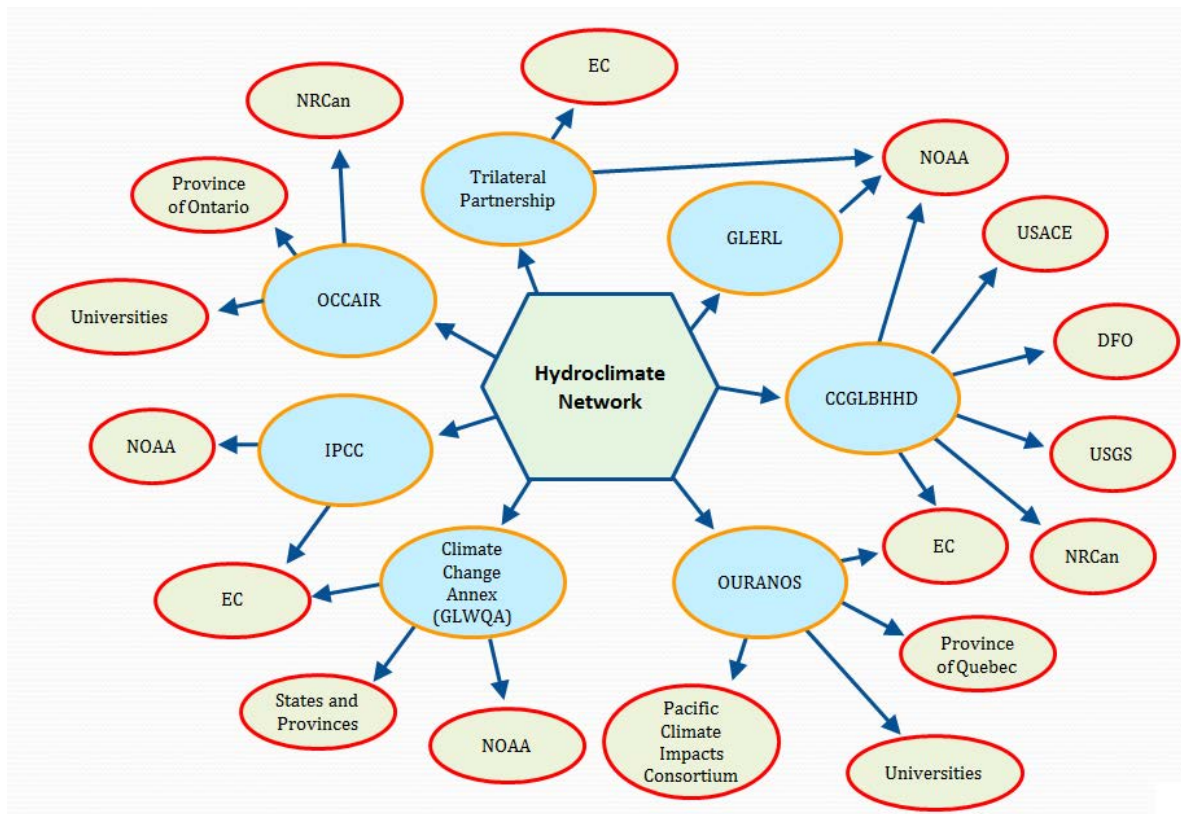 EC
NRCan
NOAA
Trilateral
Partnership
Province
of Ontario
GLERL
USACE
OCCAIR
Universities
DFO
Hydroclimate
Network
CCGLBHHD
NOAA
IPCC
USGS
EC
NRCan
Climate
Change
Annex
(GLWQA)
OURANOS
EC
Province
of Quebec
States and
Provinces
NOAA
Pacific
Climate
Impacts
Consortium
Universities